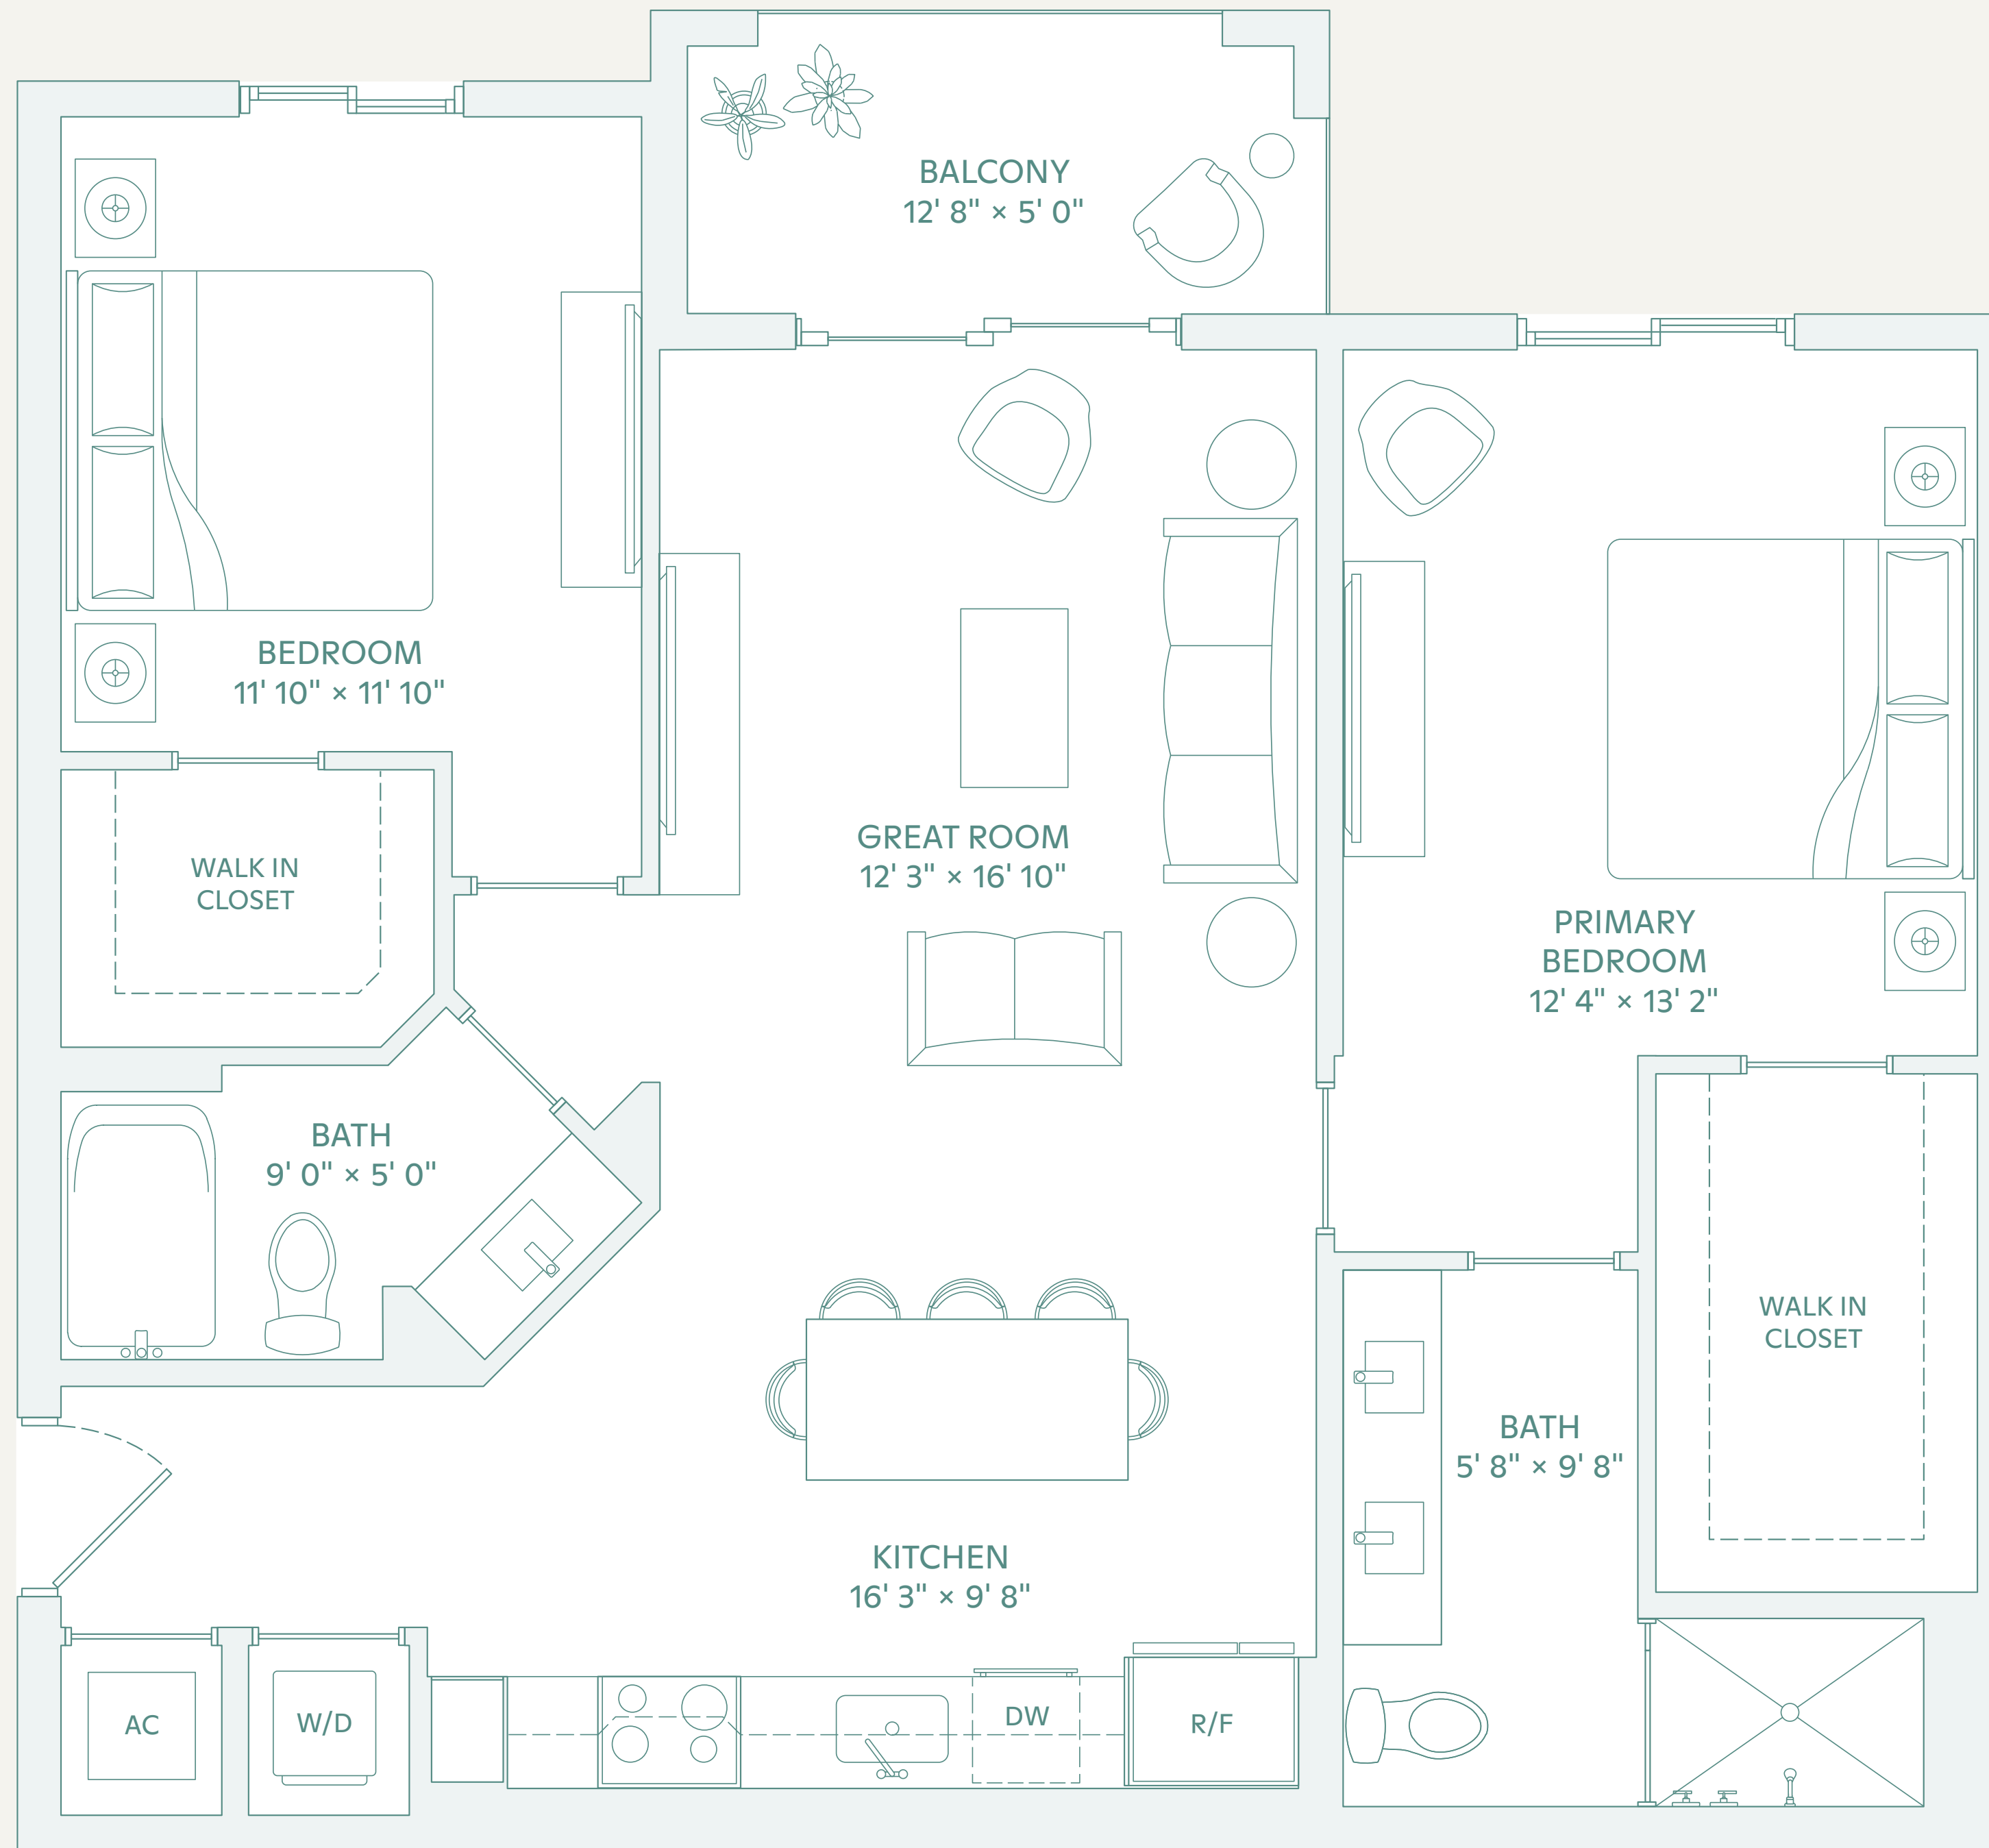 BALCONY
12' 8" × 5' 0"
BEDROOM
11' 10" × 11' 10"
WALK IN
CLOSET
GREAT ROOM
12' 3" × 16' 10"
PRIMARY
BEDROOM
12' 4" × 13' 2"
BATH
9' 0" × 5' 0"
WALK IN
CLOSET
BATH
5' 8" × 9' 8"
KITCHEN
16' 3" × 9' 8"
AC
W/D
DW
R/F